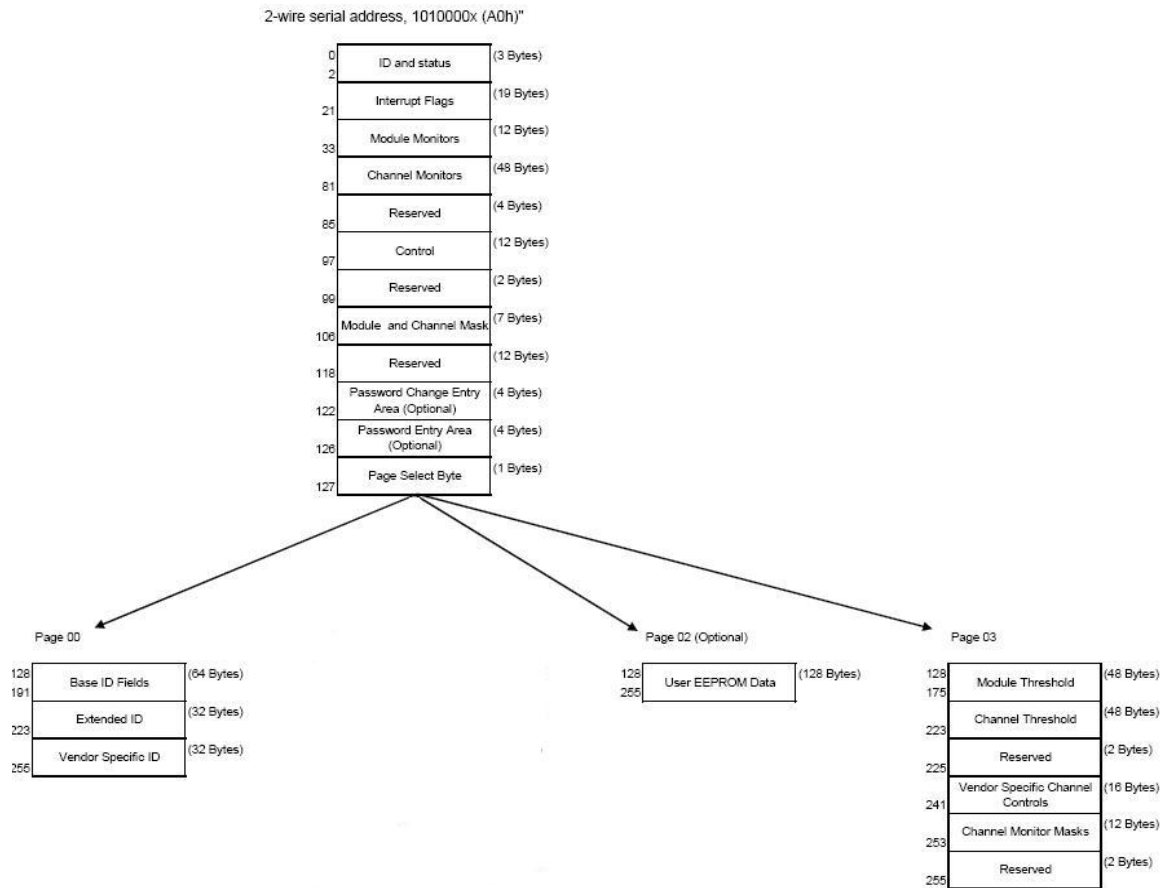 2-wire serial address, 1010000x (A0h)"
0
2
ID and status
(3 Bytes)
21
Interrupt Flags
(19 Bytes)
33
Module Monitors
(12 Bytes)
81
Channel Monitors
(48 Bytes)
85
Reserved
(4 Bytes)
97
Control
(12 Bytes)
99
Reserved
(2 Bytes)
106
Module and Channel Mask
(7 Bytes)
118
Reserved
(12 Bytes)
122
Password Change Entry
Area (Optional)
(4 Bytes)
126
Password Entry Area
(Optional)
(4 Bytes)
127
Page Select Byte
(1 Bytes)
Page 00
128
191
Base ID Fields
(64 Bytes)
223
Extended ID
(32 Bytes)
255
Vendor Specific ID
(32 Bytes)
Page 02 (Optional)
128
255
User EEPROM Data
(128 Bytes)
Page 03
128
175
Module Threshold
(48 Bytes)
223
Channel Threshold
(48 Bytes)
225
Reserved
(2 Bytes)
241
Vendor Specific Channel
Controls
(16 Bytes)
253
Channel Monitor Masks
(12 Bytes)
255
Reserved
(2 Bytes)